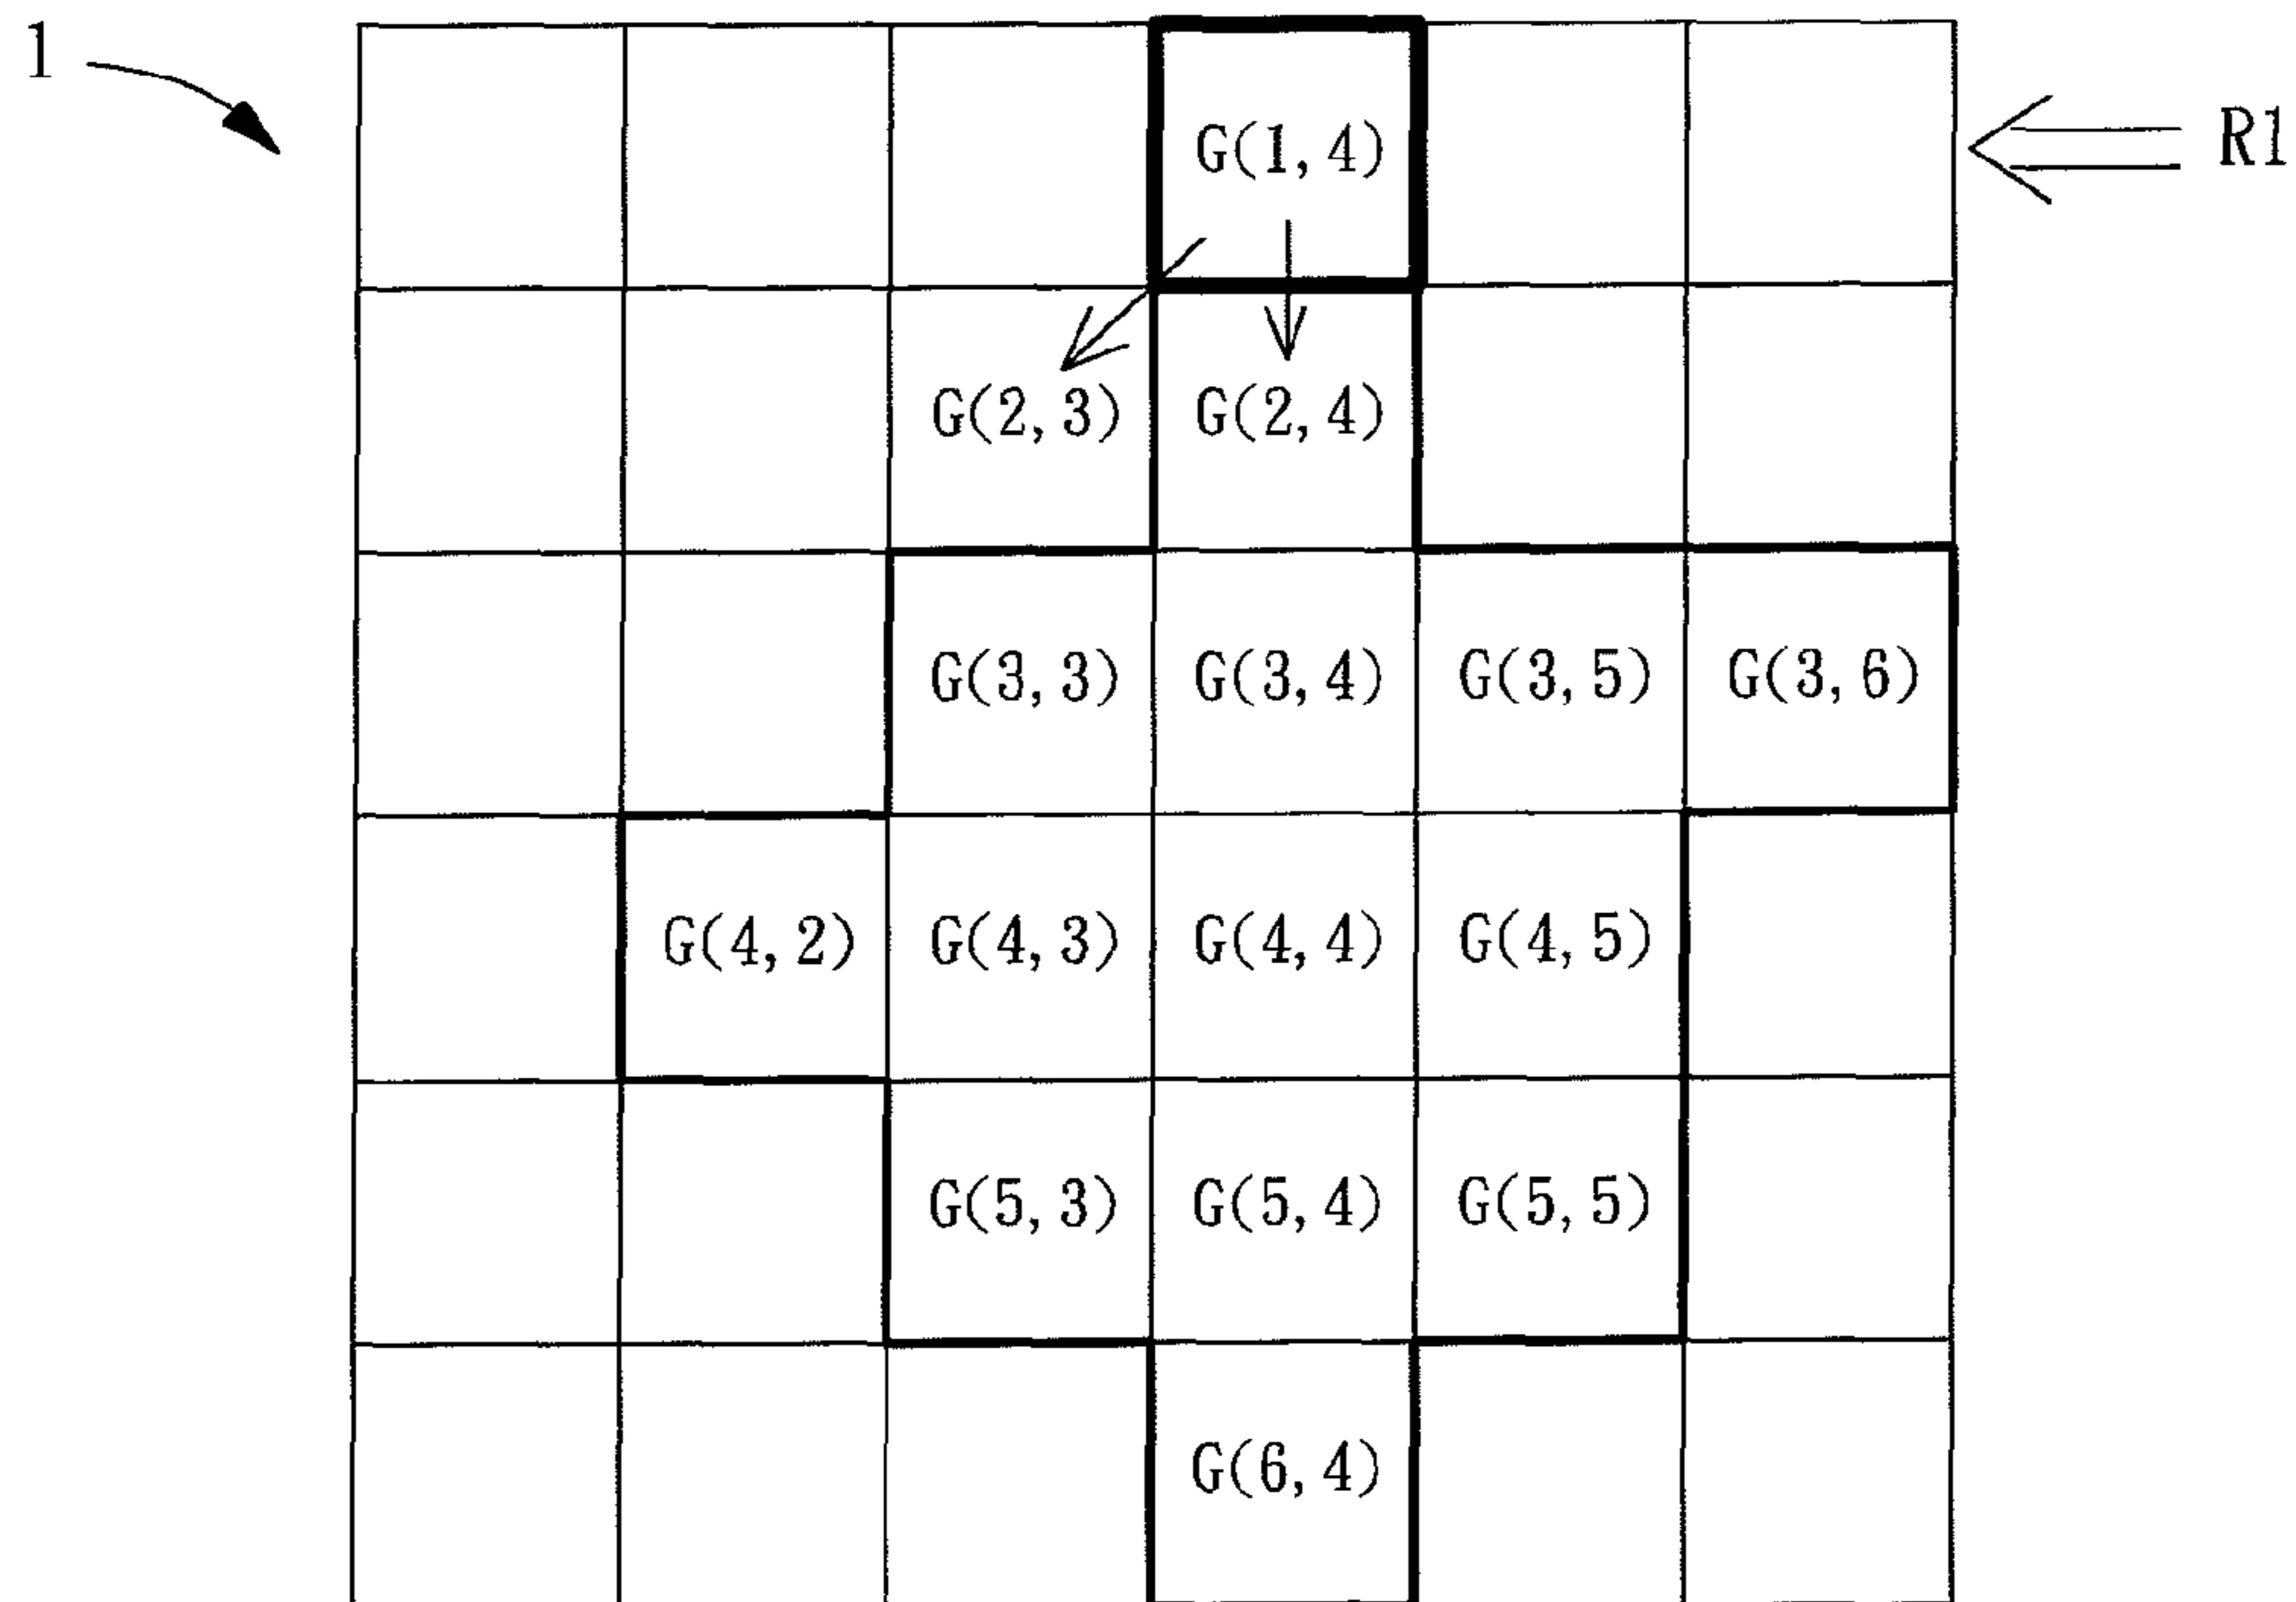 1
G(1,4) R1
G(2,3) G(2,4)
G(3,3) G(3,4) G(3,5) G(3,6)
G(4,2) G(4,3) G(4,4) G(4,5)
G(5,3) G(5,4) G(5,5)
G(6,4)